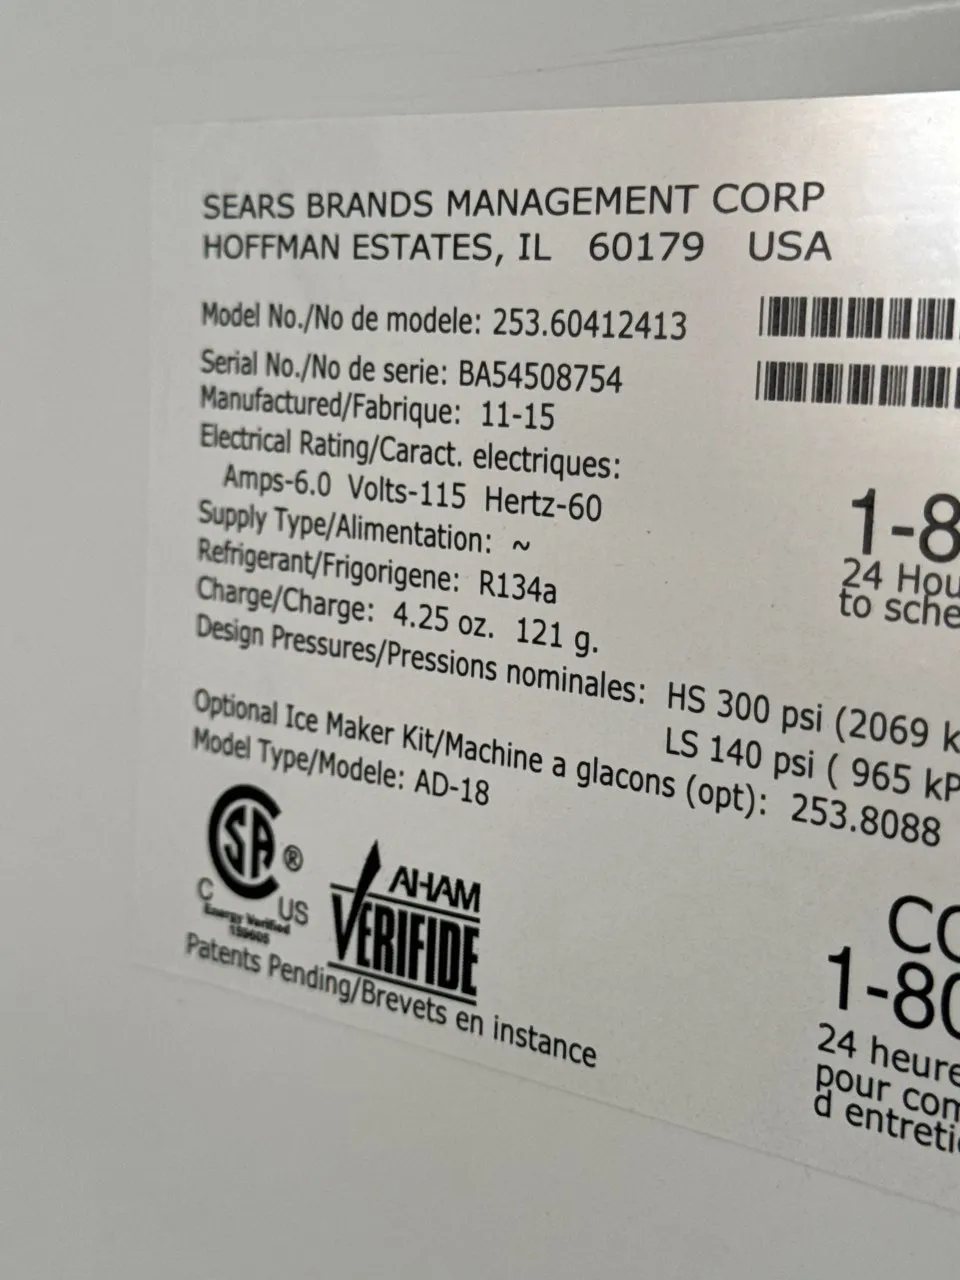 SEARS BRANDS MANAGEMENT CORP
HOFFMAN ESTATES, IL 60179 USA
Model No./No de modele: 253.60412413
Serial No./No de serie: BA54508754
Manufactured/Fabrique: 11-15
Electrical Rating/Caract. electriques:
Amps-6.0 Volts-115 Hertz-60
Supply Type/Alimentation: ~
Refrigerant/Frigorigene: R134a
Charge/Charge: 4.25 oz. 121 g.
Design Pressures/Pressions nominales: HS 300 psi (2069 k
LS 140 psi ( 965 kP
Optional Ice Maker Kit/Machine a glacons (opt): 253.8088
Model Type/Modele: AD-18
SA ®
C US
Energy Verified
AHAM
VERIFIDE
Patents Pending/Brevets en instance
1-8
24 Hou
to sche
CO
1-80
24 heure
pour com
d entreti